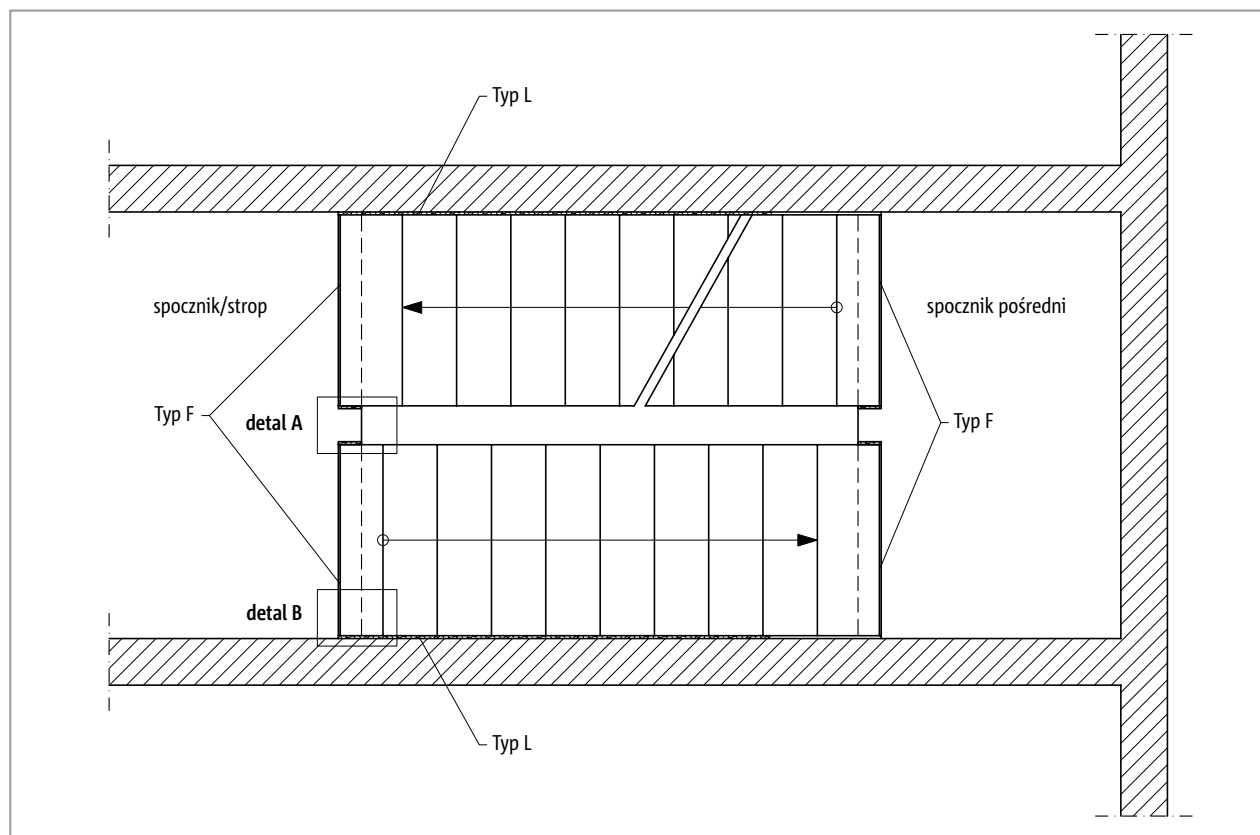 Typ L
spocznik/strop
spocznik pośredni
Typ F
detal A
Typ F
detal B
Typ L